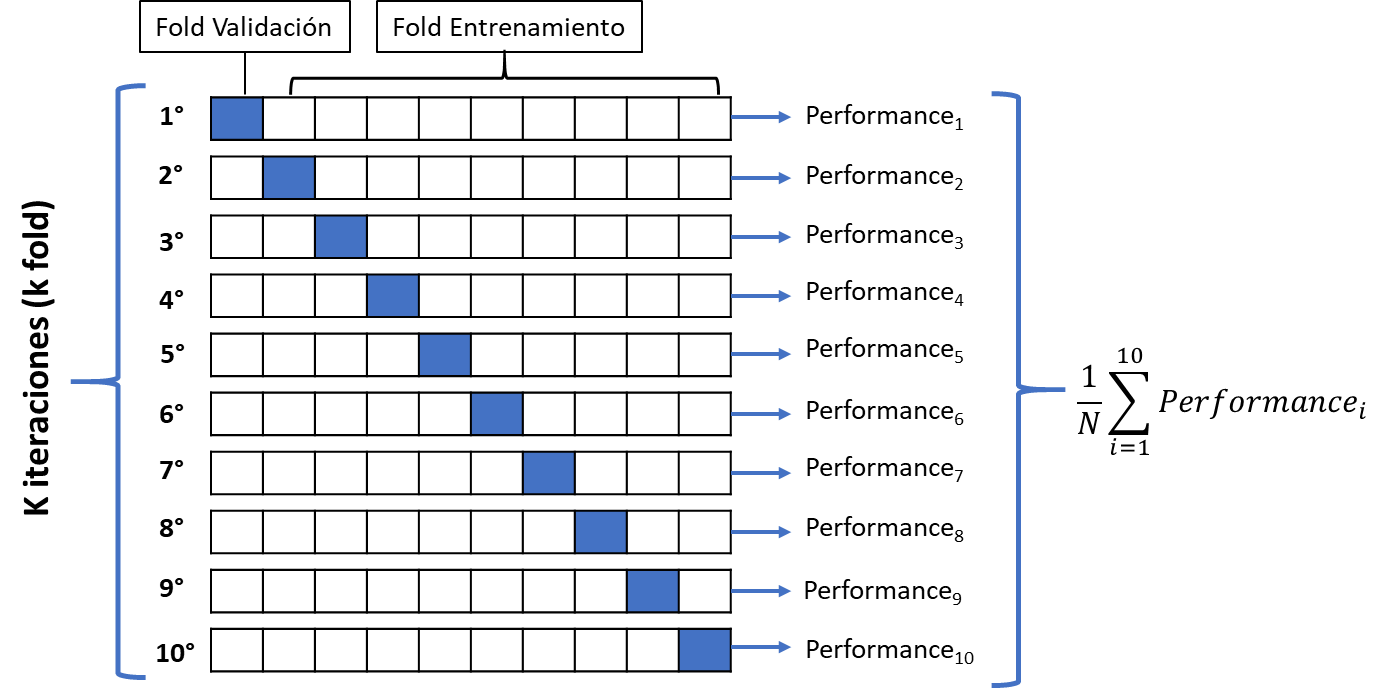 Fold Validación
Fold Entrenamiento
K iteraciones (k fold)
1° Performance₁
2° Performance₂
3° Performance₃
4° Performance₄
5° Performance₅
6° Performance₆
7° Performance₇
8° Performance₈
9° Performance₉
10° Performance₁₀
10
1/N ∑ Performanceᵢ
i=1